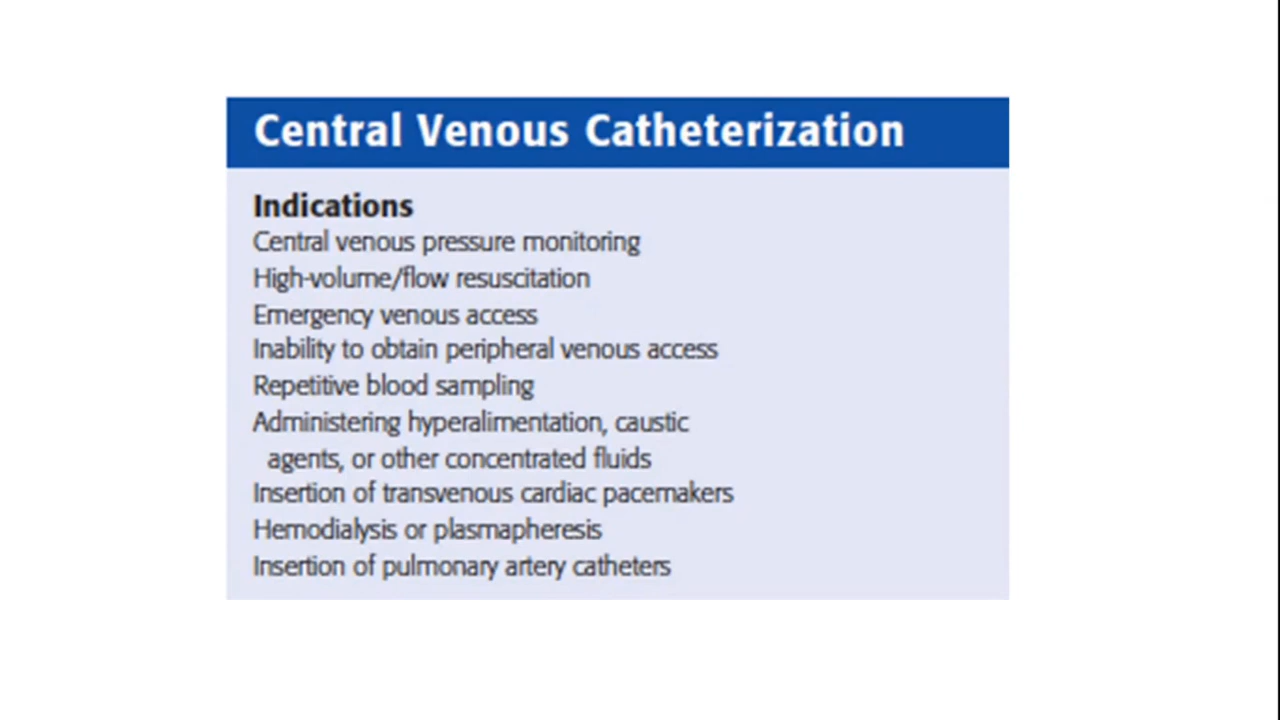 Central Venous Catheterization
Indications
Central venous pressure monitoring
High-volume/flow resuscitation
Emergency venous access
Inability to obtain peripheral venous access
Repetitive blood sampling
Administering hyperalimentation, caustic
agents, or other concentrated fluids
Insertion of transvenous cardiac pacemakers
Hemodialysis or plasmapheresis
Insertion of pulmonary artery catheters